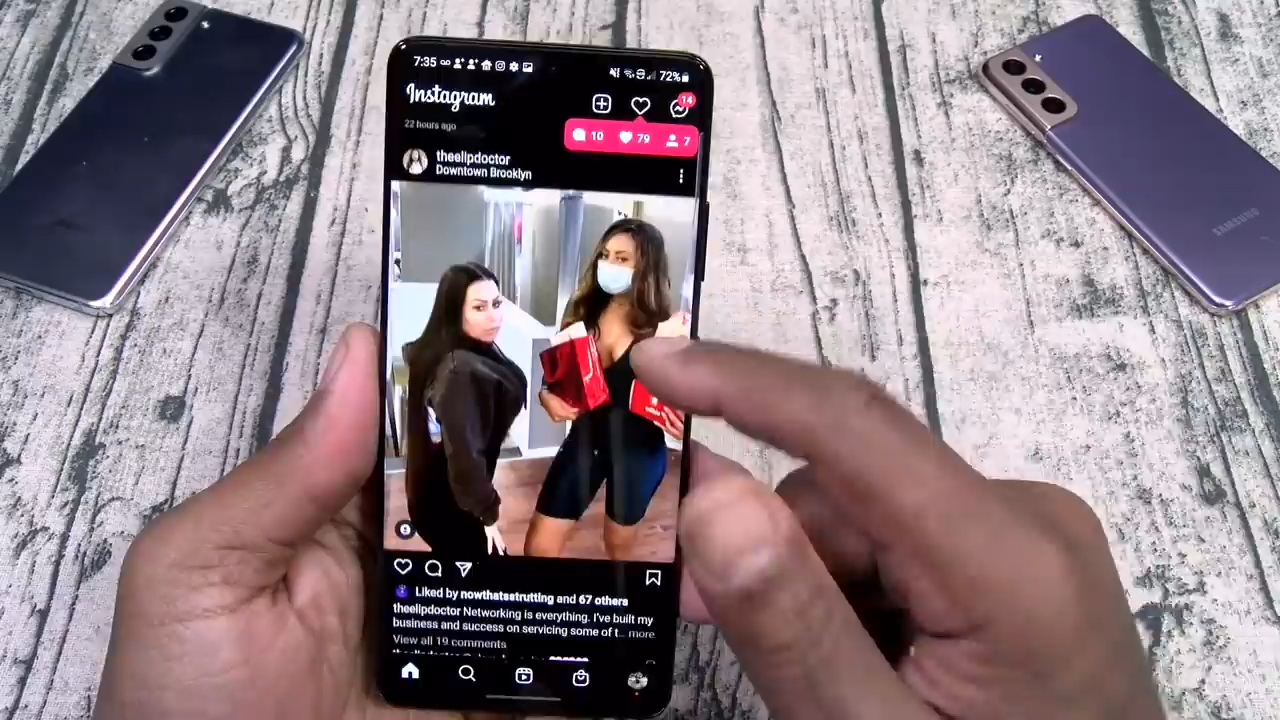 7:35
72%
Instagram
14
22 hours ago
10 79 7
theelipdoctor
Downtown Brooklyn
Liked by nowthatsstrutting and 67 others
theelipdoctor Networking is everything. I've built my
business and success on servicing some of t... more
View all 19 comments
SAMSUNG